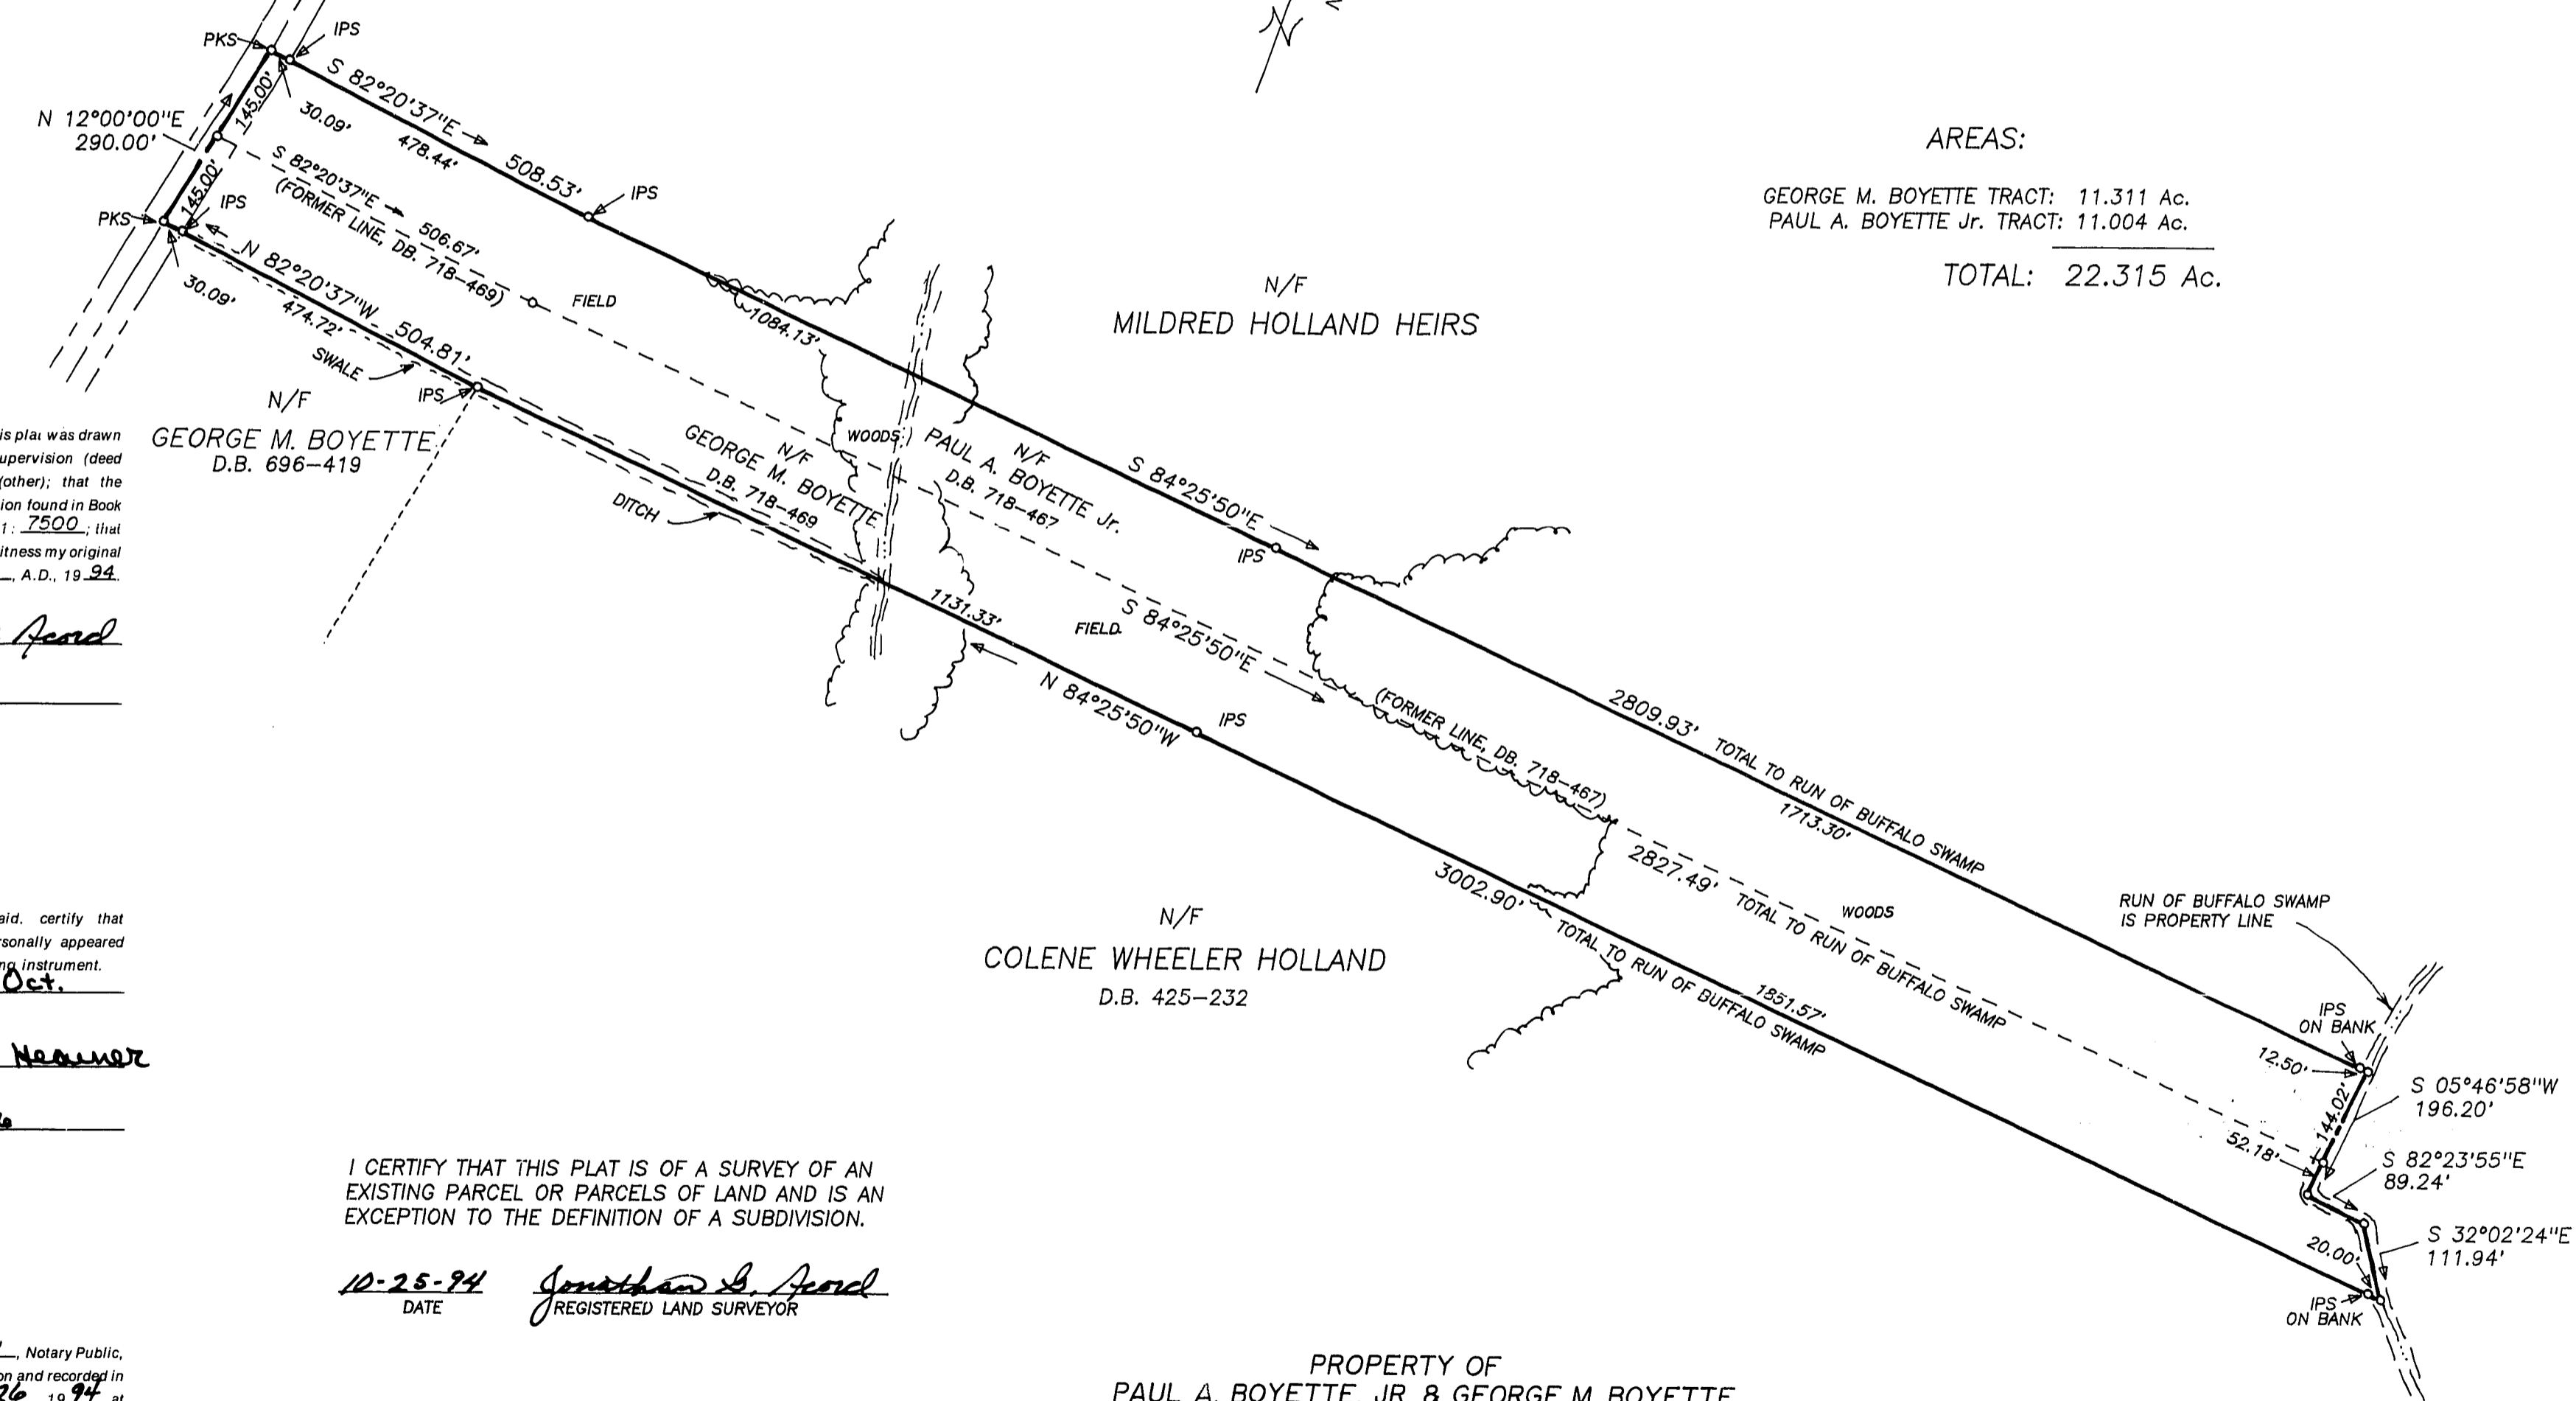 N
PKS
IPS
S 82°20'37"E
30.09'
478.44'
508.53'
IPS
145.00'
N 12°00'00"E
290.00'
145.00'
S 82°20'37"E
506.67'
(FORMER LINE, DB. 718-469)
PKS
IPS
N 82°20'37"W
504.81'
30.09'
474.72'
SWALE
IPS
FIELD
1084.13'
AREAS:
GEORGE M. BOYETTE TRACT: 11.311 Ac.
PAUL A. BOYETTE Jr. TRACT: 11.004 Ac.
TOTAL: 22.315 Ac.
N/F
MILDRED HOLLAND HEIRS
N/F
GEORGE M. BOYETTE
D.B. 696-419
N/F
GEORGE M. BOYETTE
D.B. 718-469
DITCH
WOODS
N/F
PAUL A. BOYETTE Jr.
D.B. 718-467
S 84°25'50"E
IPS
1131.33'
FIELD
S 84°25'50"E
N 84°25'50"W
IPS
(FORMER LINE, DB. 718-467)
2809.93' TOTAL TO RUN OF BUFFALO SWAMP
1713.30'
2827.49' TOTAL TO RUN OF BUFFALO SWAMP
WOODS
3002.90' TOTAL TO RUN OF BUFFALO SWAMP
1851.57'
RUN OF BUFFALO SWAMP
IS PROPERTY LINE
IPS
ON BANK
12.50'
S 05°46'58"W
196.20'
144.02'
52.18'
S 82°23'55"E
89.24'
S 32°02'24"E
111.94'
20.00'
IPS
ON BANK
N/F
COLENE WHEELER HOLLAND
D.B. 425-232
is plat was drawn
upervision (deed
(other); that the
ion found in Book
1: 7500; that
itness my original
, A.D., 19 94.
Acord
aid. certify that
rsonally appeared
ng instrument.
Oct.
I CERTIFY THAT THIS PLAT IS OF A SURVEY OF AN
EXISTING PARCEL OR PARCELS OF LAND AND IS AN
EXCEPTION TO THE DEFINITION OF A SUBDIVISION.
10-25-94 Jonathan G. Acord
DATE REGISTERED LAND SURVEYOR
, Notary Public,
on and recorded in
26 19 94 at
PROPERTY OF
PAUL A. BOYETTE, JR & GEORGE M BOYETTE